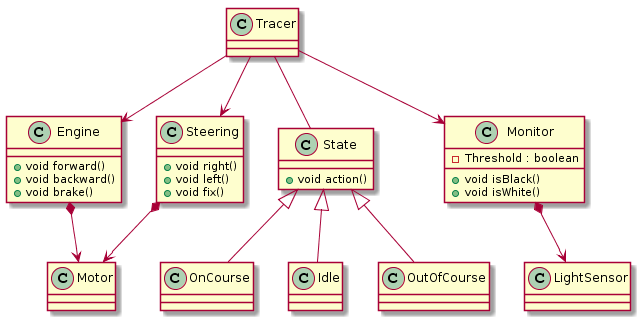 C Tracer
C Engine
void forward()
void backward()
void brake()
C Steering
void right()
void left()
void fix()
C State
void action()
C Monitor
Threshold : boolean
void isBlack()
void isWhite()
C Motor
C OnCourse
C Idle
C OutOfCourse
C LightSensor